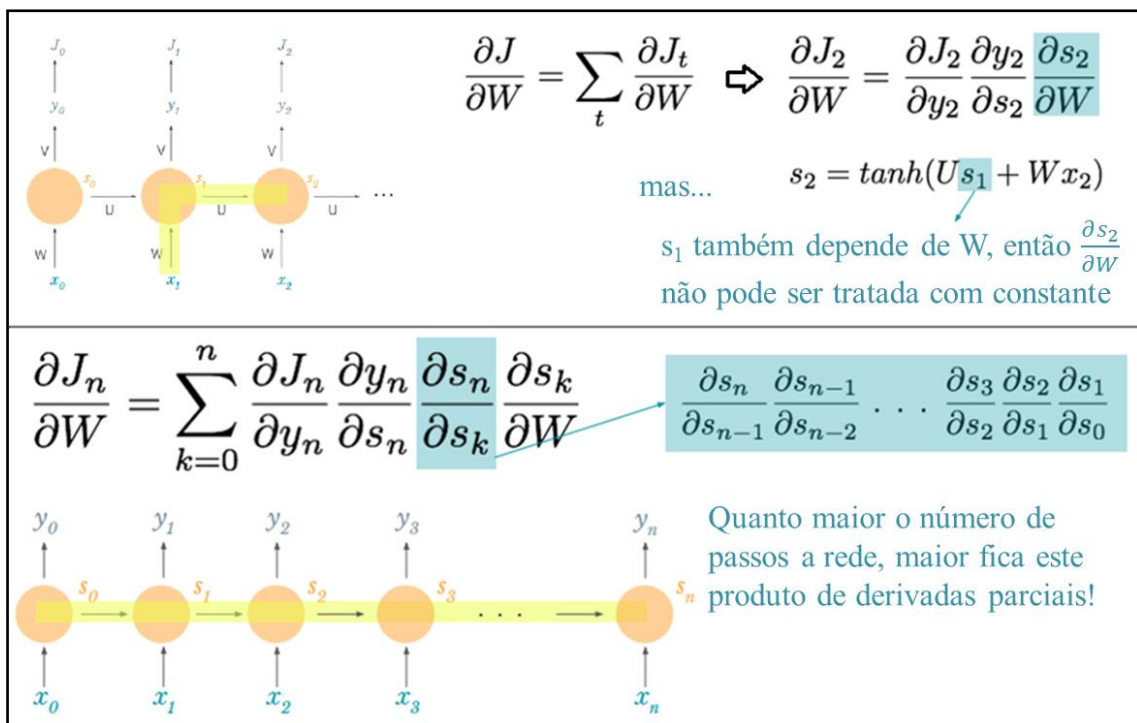 J₀ J₁ J₂
y₀ y₁ y₂
V V V
s₀ s₁ s₂ ...
U U U
W W W
x₀ x₁ x₂
∂J/∂W = ∑_t ∂J_t/∂W ⇨ ∂J₂/∂W = ∂J₂/∂y₂ ∂y₂/∂s₂ ∂s₂/∂W
mas... s₂ = tanh(Us₁ + Wx₂)
s₁ também depende de W, então ∂s₂/∂W
não pode ser tratada com constante
∂J_n/∂W = ∑_{k=0}^{n} ∂J_n/∂y_n ∂y_n/∂s_n ∂s_n/∂s_k ∂s_k/∂W
∂s_n/∂s_{n-1} ∂s_{n-1}/∂s_{n-2} . . . ∂s₃/∂s₂ ∂s₂/∂s₁ ∂s₁/∂s₀
y₀ y₁ y₂ y₃ y_n
s₀ s₁ s₂ s₃ . . . s_n
x₀ x₁ x₂ x₃ x_n
Quanto maior o número de
passos a rede, maior fica este
produto de derivadas parciais!